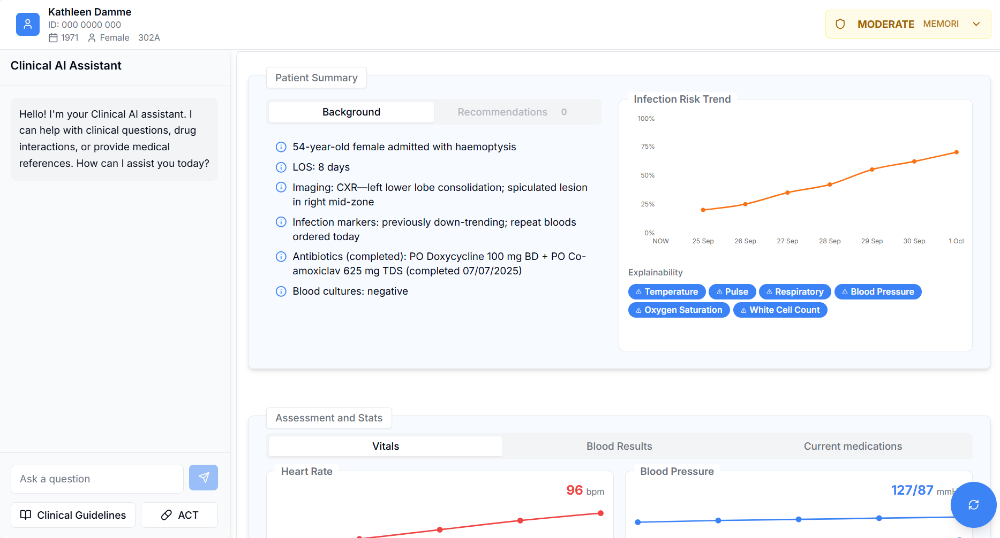 Kathleen Damme
ID: 000 0000 000
1971 Female 302A
MODERATE MEMORI
Clinical AI Assistant
Hello! I'm your Clinical AI assistant. I
can help with clinical questions, drug
interactions, or provide medical
references. How can I assist you today?
Ask a question
Clinical Guidelines
ACT
Patient Summary
Background
Recommendations 0
54-year-old female admitted with haemoptysis
LOS: 8 days
Imaging: CXR—left lower lobe consolidation; spiculated lesion
in right mid-zone
Infection markers: previously down-trending; repeat bloods
ordered today
Antibiotics (completed): PO Doxycycline 100 mg BD + PO Co-
amoxiclav 625 mg TDS (completed 07/07/2025)
Blood cultures: negative
Infection Risk Trend
100%
75%
50%
25%
0%
NOW 25 Sep 26 Sep 27 Sep 28 Sep 29 Sep 30 Sep 1 Oct
Explainability
Temperature Pulse Respiratory Blood Pressure
Oxygen Saturation White Cell Count
Assessment and Stats
Vitals Blood Results Current medications
Heart Rate
96 bpm
Blood Pressure
127/87